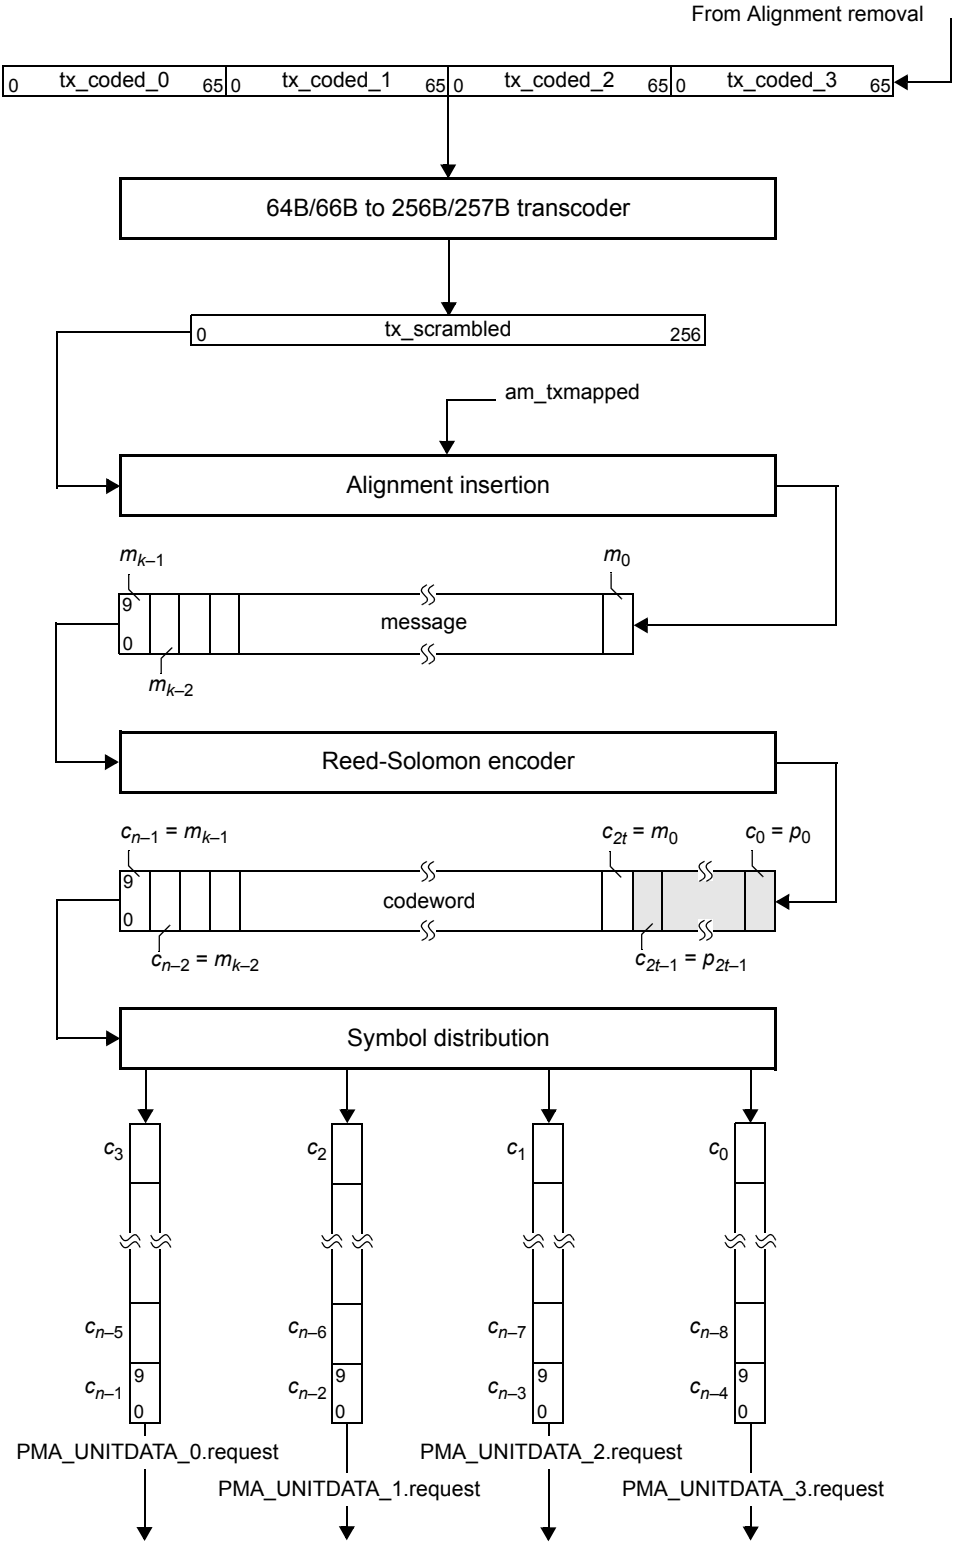 From Alignment removal
0 tx_coded_0 65 0 tx_coded_1 65 0 tx_coded_2 65 0 tx_coded_3 65
64B/66B to 256B/257B transcoder
0 tx_scrambled 256
am_txmapped
Alignment insertion
mk–1 m0
9
message
0
mk–2
Reed-Solomon encoder
cn–1 = mk–1 c2t = m0 c0 = p0
9
codeword
0
cn–2 = mk–2 c2t–1 = p2t–1
Symbol distribution
c3 c2 c1 c0
cn–5 cn–6 cn–7 cn–8
9 9 9 9
cn–1 cn–2 cn–3 cn–4
0 0 0 0
PMA_UNITDATA_0.request PMA_UNITDATA_2.request
PMA_UNITDATA_1.request PMA_UNITDATA_3.request